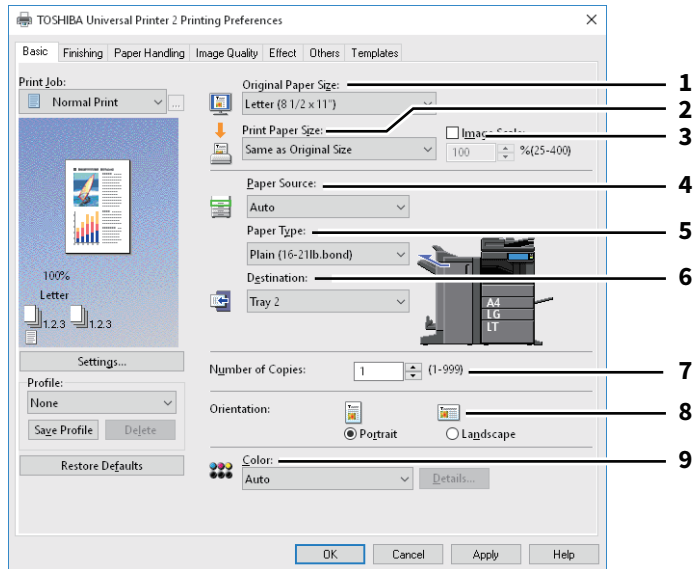 TOSHIBA Universal Printer 2 Printing Preferences
Basic Finishing Paper Handling Image Quality Effect Others Templates
Print Job:
Normal Print
...
100%
Letter
1.2.3 1.2.3
Settings...
Profile:
None
Save Profile Delete
Restore Defaults
Original Paper Size: 1
Letter (8 1/2 x 11")
Print Paper Size: 2
Same as Original Size
Image Scale: 3
100 %(25-400)
Paper Source: 4
Auto
Paper Type: 5
Plain (16-21lb.bond)
Destination: 6
Tray 2
A4
LG
LT
Number of Copies: 1 (1-999) 7
Orientation: 8
Portrait Landscape
Color: 9
Auto Details...
OK Cancel Apply Help